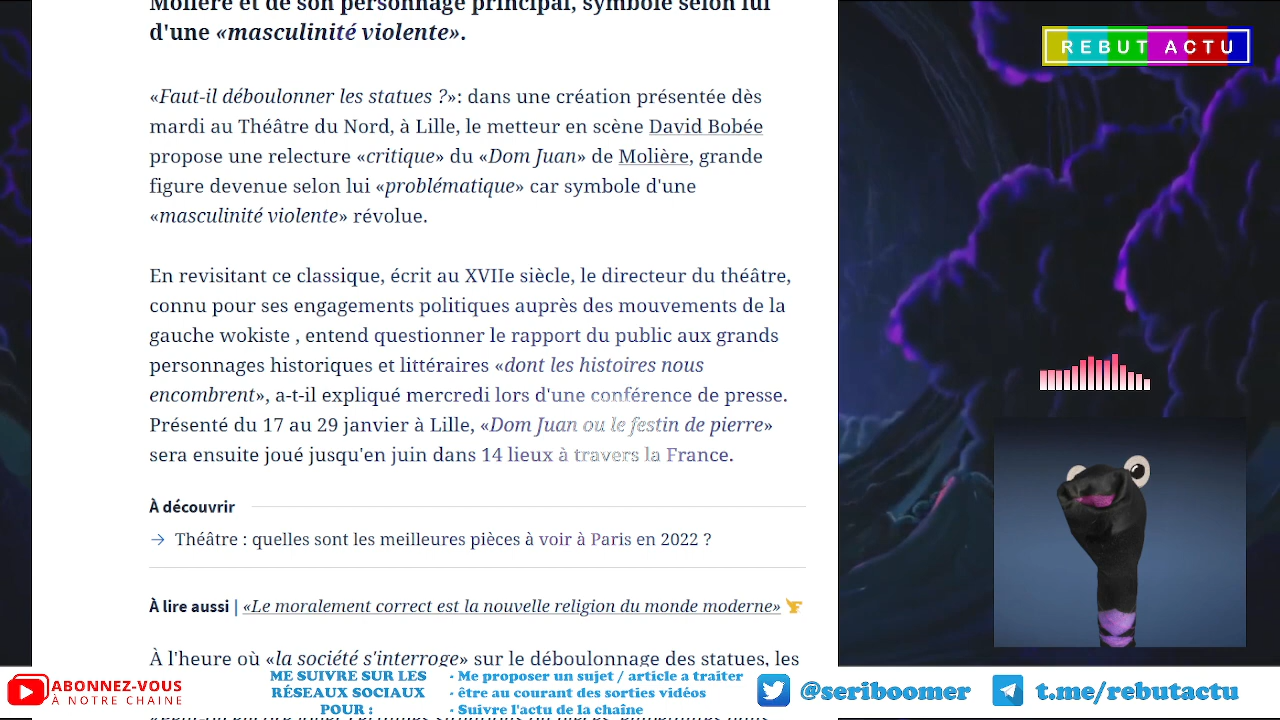 Molière et de son personnage principal, symbole selon lui
d'une «masculinité violente».
REBUT ACTU
«Faut-il déboulonner les statues ?»: dans une création présentée dès
mardi au Théâtre du Nord, à Lille, le metteur en scène David Bobée
propose une relecture «critique» du «Dom Juan» de Molière, grande
figure devenue selon lui «problématique» car symbole d'une
«masculinité violente» révolue.
En revisitant ce classique, écrit au XVIIe siècle, le directeur du théâtre,
connu pour ses engagements politiques auprès des mouvements de la
gauche wokiste , entend questionner le rapport du public aux grands
personnages historiques et littéraires «dont les histoires nous
encombrent», a-t-il expliqué mercredi lors d'une conférence de presse.
Présenté du 17 au 29 janvier à Lille, «Dom Juan ou le festin de pierre»
sera ensuite joué jusqu'en juin dans 14 lieux à travers la France.
À découvrir
→ Théâtre : quelles sont les meilleures pièces à voir à Paris en 2022 ?
À lire aussi | «Le moralement correct est la nouvelle religion du monde moderne»
À l'heure où «la société s'interroge» sur le déboulonnage des statues, les
ABONNEZ-VOUS
À NOTRE CHAINE
ME SUIVRE SUR LES
RÉSEAUX SOCIAUX
POUR :
- Me proposer un sujet / article a traiter
- être au courant des sorties vidéos
- Suivre l'actu de la chaîne
@seriboomer
t.me/rebutactu